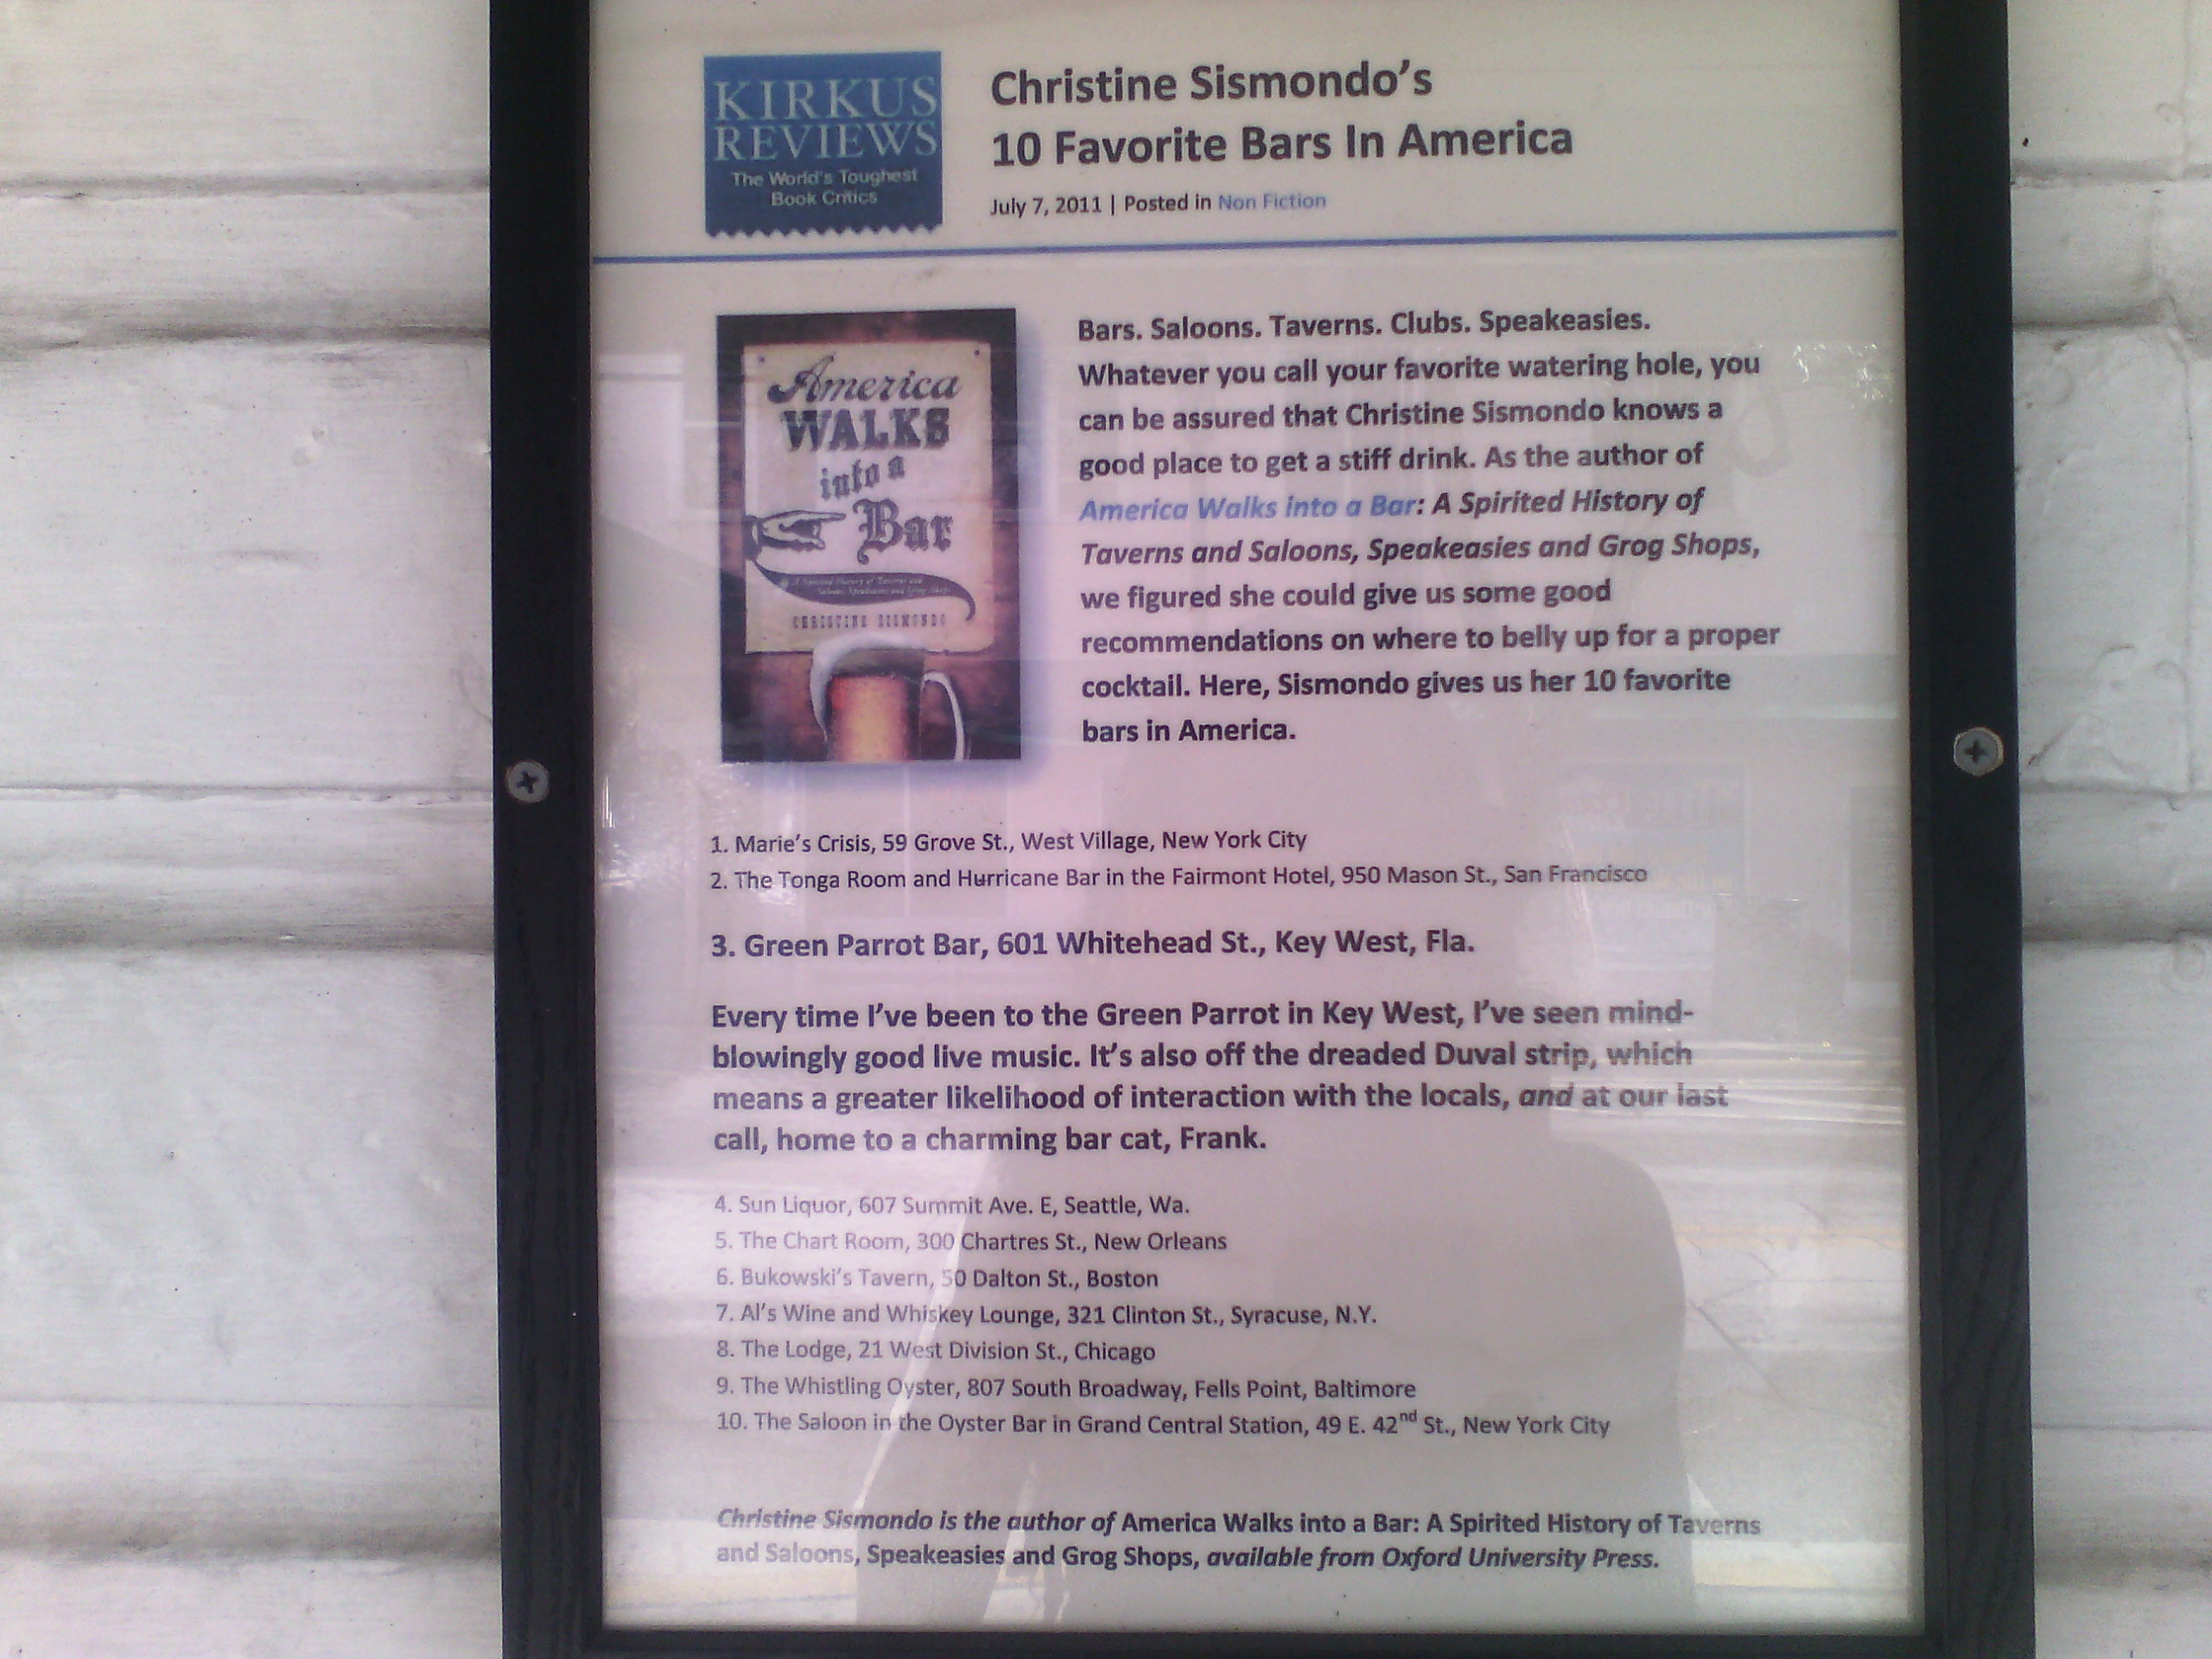 KIRKUS
REVIEWS
The World's Toughest
Book Critics
Christine Sismondo's
10 Favorite Bars In America
July 7, 2011 | Posted in Non Fiction
America
WALKS
into a
Bar
A Spirited History of Taverns and
Saloons, Speakeasies and Grog Shops
CHRISTINE SISMONDO
Bars. Saloons. Taverns. Clubs. Speakeasies.
Whatever you call your favorite watering hole, you
can be assured that Christine Sismondo knows a
good place to get a stiff drink. As the author of
America Walks into a Bar: A Spirited History of
Taverns and Saloons, Speakeasies and Grog Shops,
we figured she could give us some good
recommendations on where to belly up for a proper
cocktail. Here, Sismondo gives us her 10 favorite
bars in America.
1. Marie's Crisis, 59 Grove St., West Village, New York City
2. The Tonga Room and Hurricane Bar in the Fairmont Hotel, 950 Mason St., San Francisco
3. Green Parrot Bar, 601 Whitehead St., Key West, Fla.
Every time I've been to the Green Parrot in Key West, I've seen mind-
blowingly good live music. It's also off the dreaded Duval strip, which
means a greater likelihood of interaction with the locals, and at our last
call, home to a charming bar cat, Frank.
4. Sun Liquor, 607 Summit Ave. E, Seattle, Wa.
5. The Chart Room, 300 Chartres St., New Orleans
6. Bukowski's Tavern, 50 Dalton St., Boston
7. Al's Wine and Whiskey Lounge, 321 Clinton St., Syracuse, N.Y.
8. The Lodge, 21 West Division St., Chicago
9. The Whistling Oyster, 807 South Broadway, Fells Point, Baltimore
10. The Saloon in the Oyster Bar in Grand Central Station, 49 E. 42nd St., New York City
Christine Sismondo is the author of America Walks into a Bar: A Spirited History of Taverns
and Saloons, Speakeasies and Grog Shops, available from Oxford University Press.